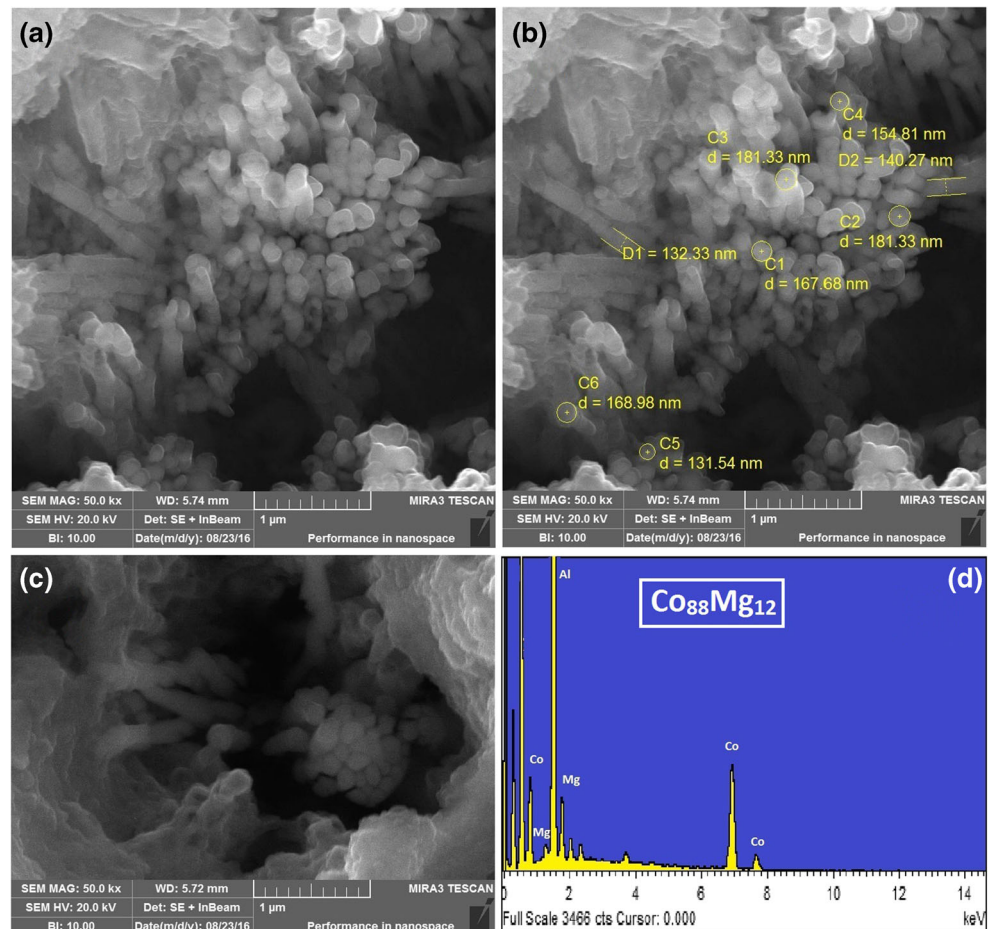 (a)
SEM MAG: 50.0 kx WD: 5.74 mm MIRA3 TESCAN
SEM HV: 20.0 kV Det: SE + InBeam 1 µm
BI: 10.00 Date(m/d/y): 08/23/16 Performance in nanospace
(b)
C4
d = 154.81 nm
C3
d = 181.33 nm
D2 = 140.27 nm
C2
d = 181.33 nm
D1 = 132.33 nm
C1
d = 167.68 nm
C6
d = 168.98 nm
C5
d = 131.54 nm
SEM MAG: 50.0 kx WD: 5.74 mm MIRA3 TESCAN
SEM HV: 20.0 kV Det: SE + InBeam 1 µm
BI: 10.00 Date(m/d/y): 08/23/16 Performance in nanospace
(c)
SEM MAG: 50.0 kx WD: 5.72 mm MIRA3 TESCAN
SEM HV: 20.0 kV Det: SE + InBeam 1 µm
BI: 10.00 Date(m/d/y): 08/23/16 Performance in nanospace
(d)
Co₈₈Mg₁₂
Al
Co
Mg
Mg
Co
Co
0 2 4 6 8 10 12 14
Full Scale 3466 cts Cursor: 0.000 keV